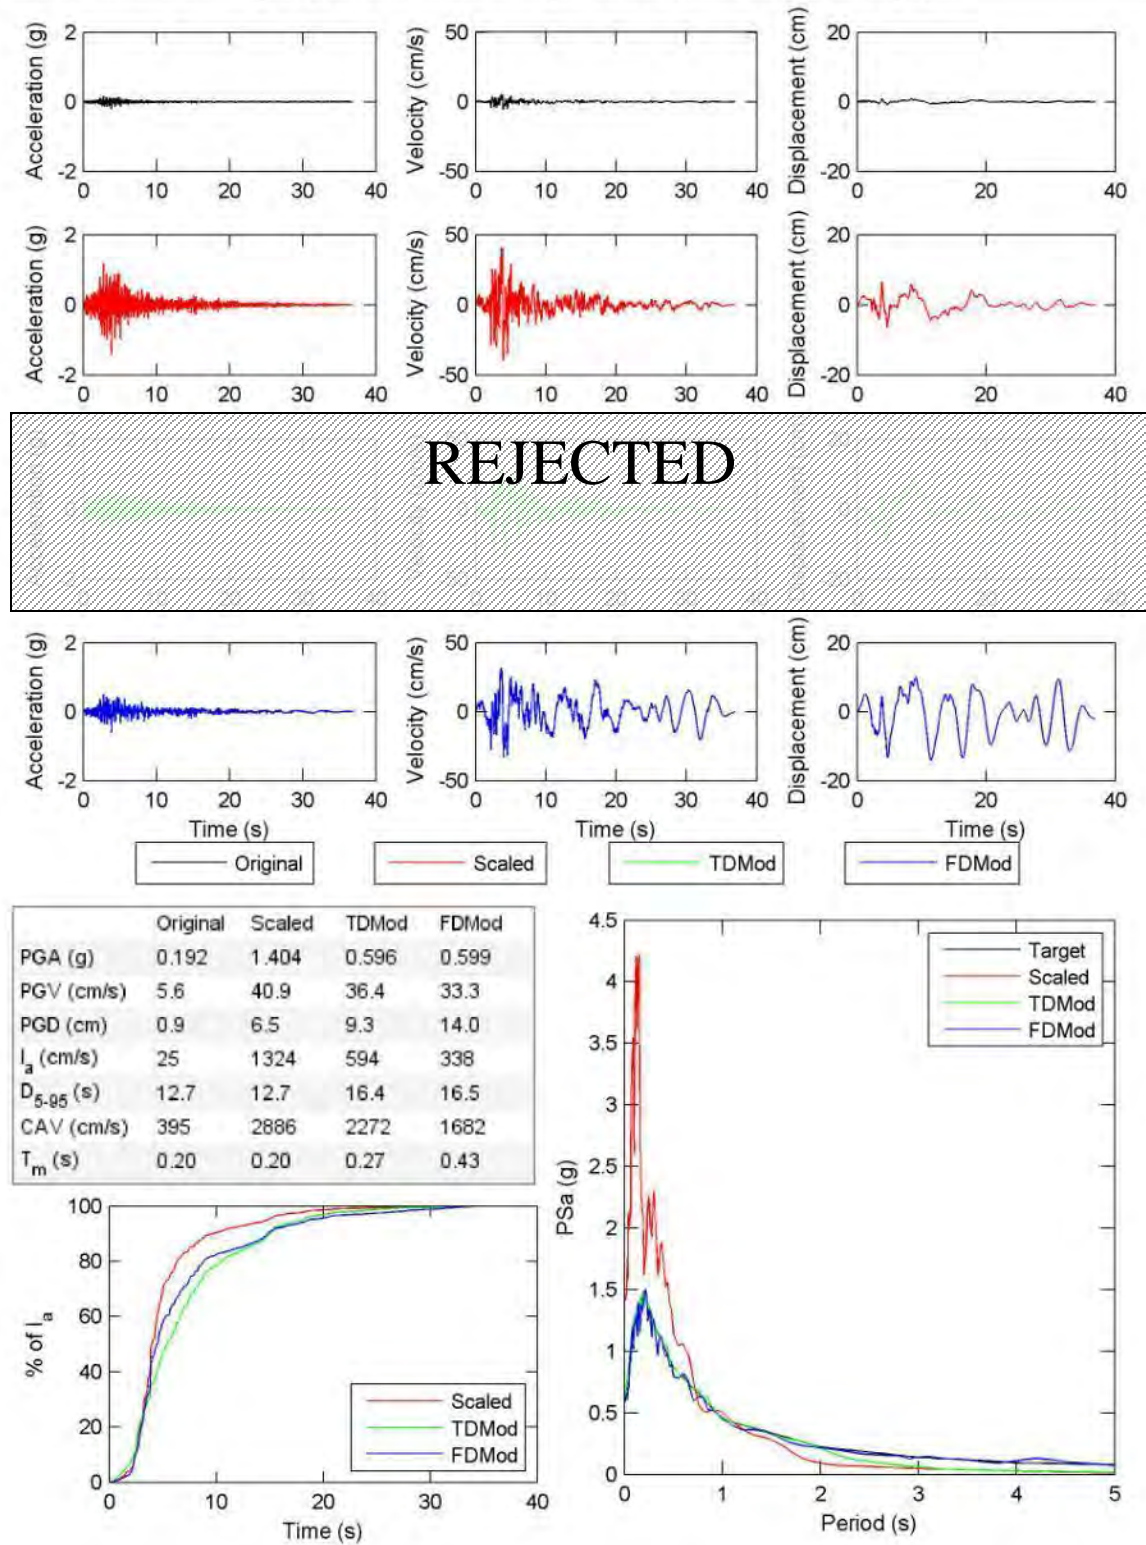 Acceleration (g)
2
0
-2
0 10 20 30 40
Velocity (cm/s)
50
0
-50
0 10 20 30 40
Displacement (cm)
20
0
-20
0 20 40
Acceleration (g)
2
0
-2
0 10 20 30 40
Velocity (cm/s)
50
0
-50
0 10 20 30 40
Displacement (cm)
20
0
-20
0 20 40
REJECTED
Acceleration (g)
2
0
-2
0 10 20 30 40
Time (s)
Velocity (cm/s)
50
0
-50
0 10 20 30 40
Time (s)
Displacement (cm)
20
0
-20
0 20 40
Time (s)
Original Scaled TDMod FDMod
Original Scaled TDMod FDMod
PGA (g) 0.192 1.404 0.596 0.599
PGV (cm/s) 5.6 40.9 36.4 33.3
PGD (cm) 0.9 6.5 9.3 14.0
Ia (cm/s) 25 1324 594 338
D5-95 (s) 12.7 12.7 16.4 16.5
CAV (cm/s) 395 2886 2272 1682
Tm (s) 0.20 0.20 0.27 0.43
% of Ia
100
80
60
40
20
0
Scaled
TDMod
FDMod
0 10 20 30 40
Time (s)
PSa (g)
4.5
4
3.5
3
2.5
2
1.5
1
0.5
0
Target
Scaled
TDMod
FDMod
0 1 2 3 4 5
Period (s)